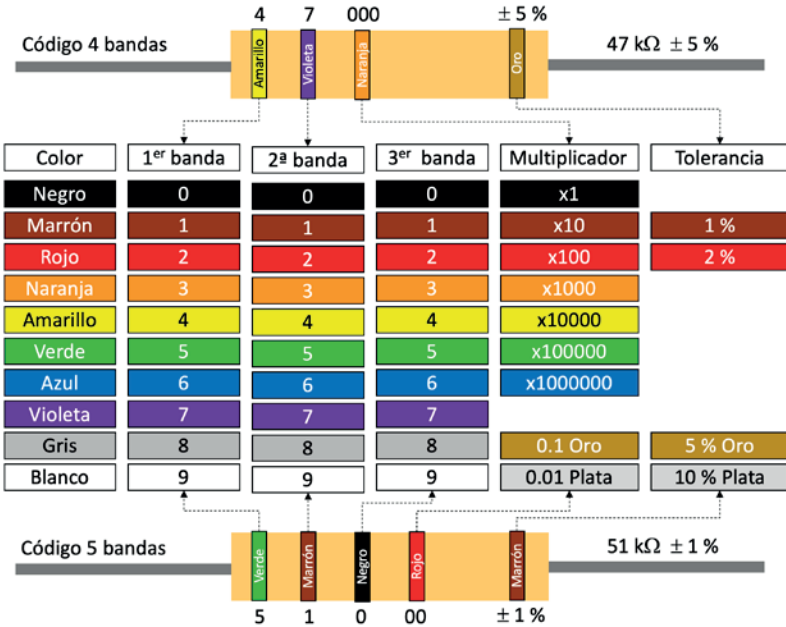 4 7 000 ± 5 %
Código 4 bandas Amarillo Violeta Naranja Oro 47 kΩ ± 5 %
Color 1er banda 2ª banda 3er banda Multiplicador Tolerancia
Negro 0 0 0 x1
Marrón 1 1 1 x10 1 %
Rojo 2 2 2 x100 2 %
Naranja 3 3 3 x1000
Amarillo 4 4 4 x10000
Verde 5 5 5 x100000
Azul 6 6 6 x1000000
Violeta 7 7 7
Gris 8 8 8 0.1 Oro 5 % Oro
Blanco 9 9 9 0.01 Plata 10 % Plata
Código 5 bandas Verde Marrón Negro Rojo Marrón 51 kΩ ± 1 %
5 1 0 00 ± 1 %